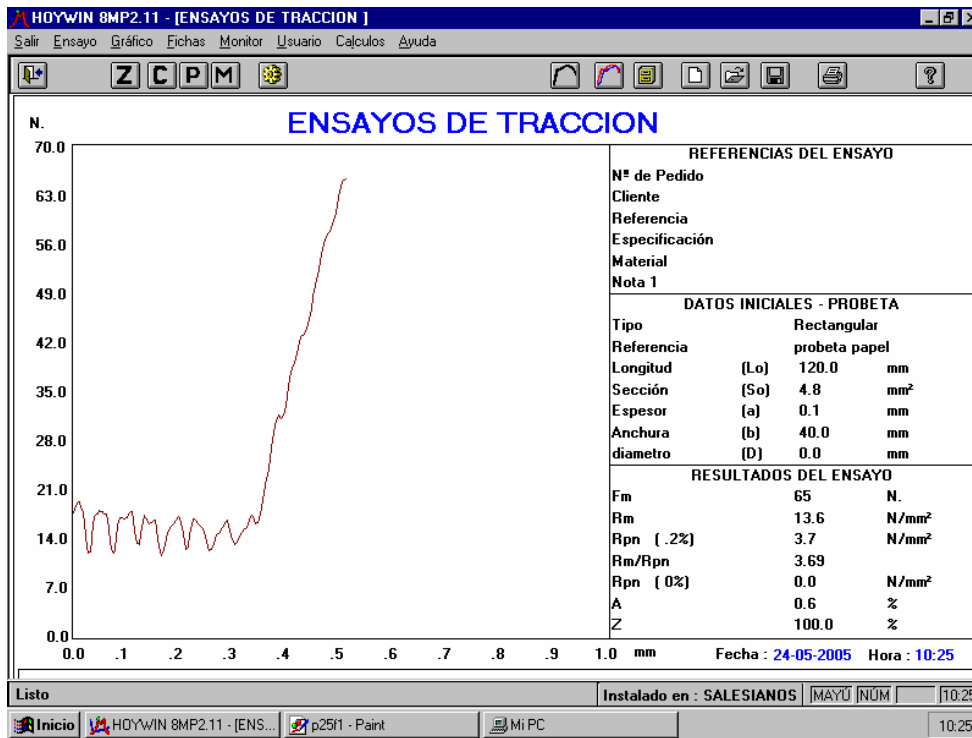 HOYWIN 8MP2.11 - [ENSAYOS DE TRACCION ]
Salir Ensayo Gráfico Fichas Monitor Usuario Calculos Ayuda
Z C P M ?
N. ENSAYOS DE TRACCION
70.0
63.0
56.0
49.0
42.0
35.0
28.0
21.0
14.0
7.0
0.0
0.0 .1 .2 .3 .4 .5 .6 .7 .8 .9 1.0 mm
REFERENCIAS DEL ENSAYO
Nº de Pedido
Cliente
Referencia
Especificación
Material
Nota 1
DATOS INICIALES - PROBETA
Tipo Rectangular
Referencia probeta papel
Longitud (Lo) 120.0 mm
Sección (So) 4.8 mm²
Espesor (a) 0.1 mm
Anchura (b) 40.0 mm
diametro (D) 0.0 mm
RESULTADOS DEL ENSAYO
Fm 65 N.
Rm 13.6 N/mm²
Rpn ( .2%) 3.7 N/mm²
Rm/Rpn 3.69
Rpn ( 0%) 0.0 N/mm²
A 0.6 %
Z 100.0 %
Fecha : 24-05-2005 Hora : 10:25
Listo Instalado en : SALESIANOS MAYÚ NÚM 10:25
Inicio HOYWIN 8MP2.11 - [ENS... p25f1 - Paint Mi PC 10:25